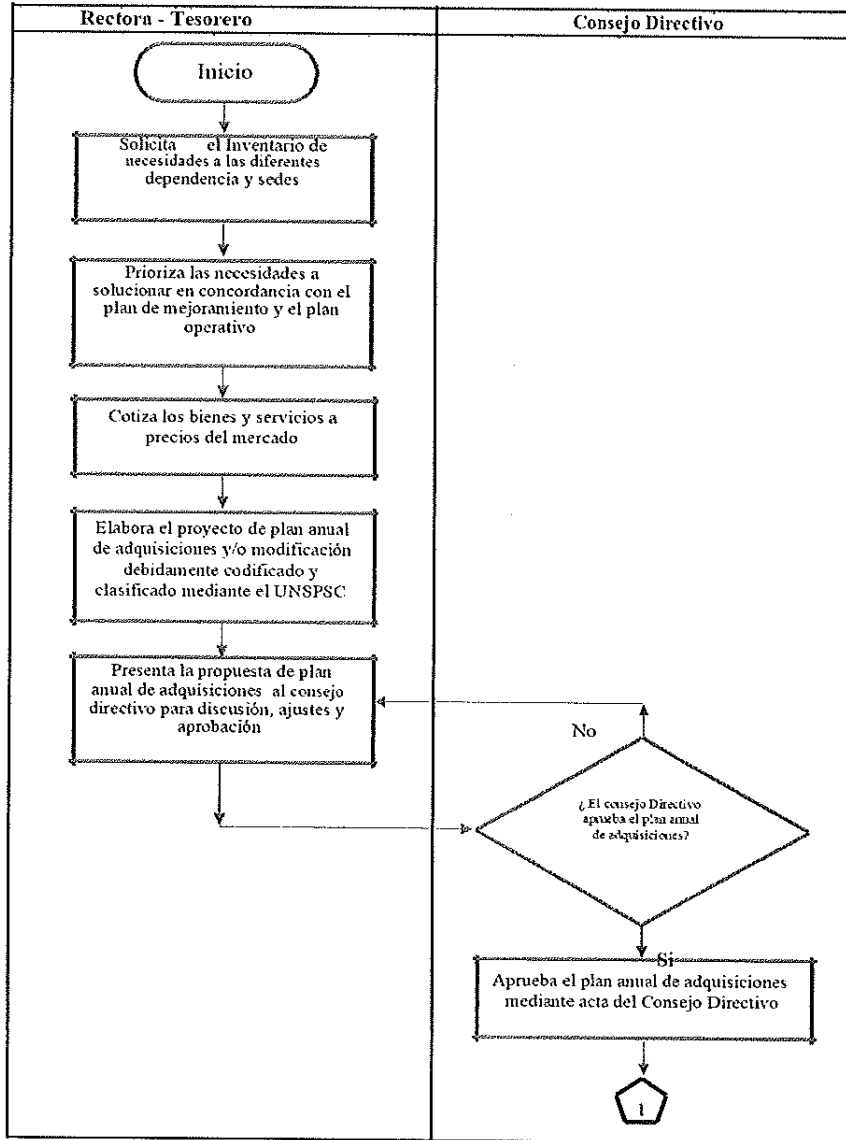 Rectora - Tesorero
Consejo Directivo
Inicio
Solicita el Inventario de
necesidades a las diferentes
dependencia y sedes
Prioriza las necesidades a
solucionar en concordancia con el
plan de mejoramiento y el plan
operativo
Cotiza los bienes y servicios a
precios del mercado
Elabora el proyecto de plan anual
de adquisiciones y/o modificación
debidamente codificado y
clasificado mediante el UNSPSC
Presenta la propuesta de plan
anual de adquisiciones al consejo
directivo para discusión, ajustes y
aprobación
No
¿ El consejo Directivo
aprueba el plan anual
de adquisiciones?
Si
Aprueba el plan anual de adquisiciones
mediante acta del Consejo Directivo
1